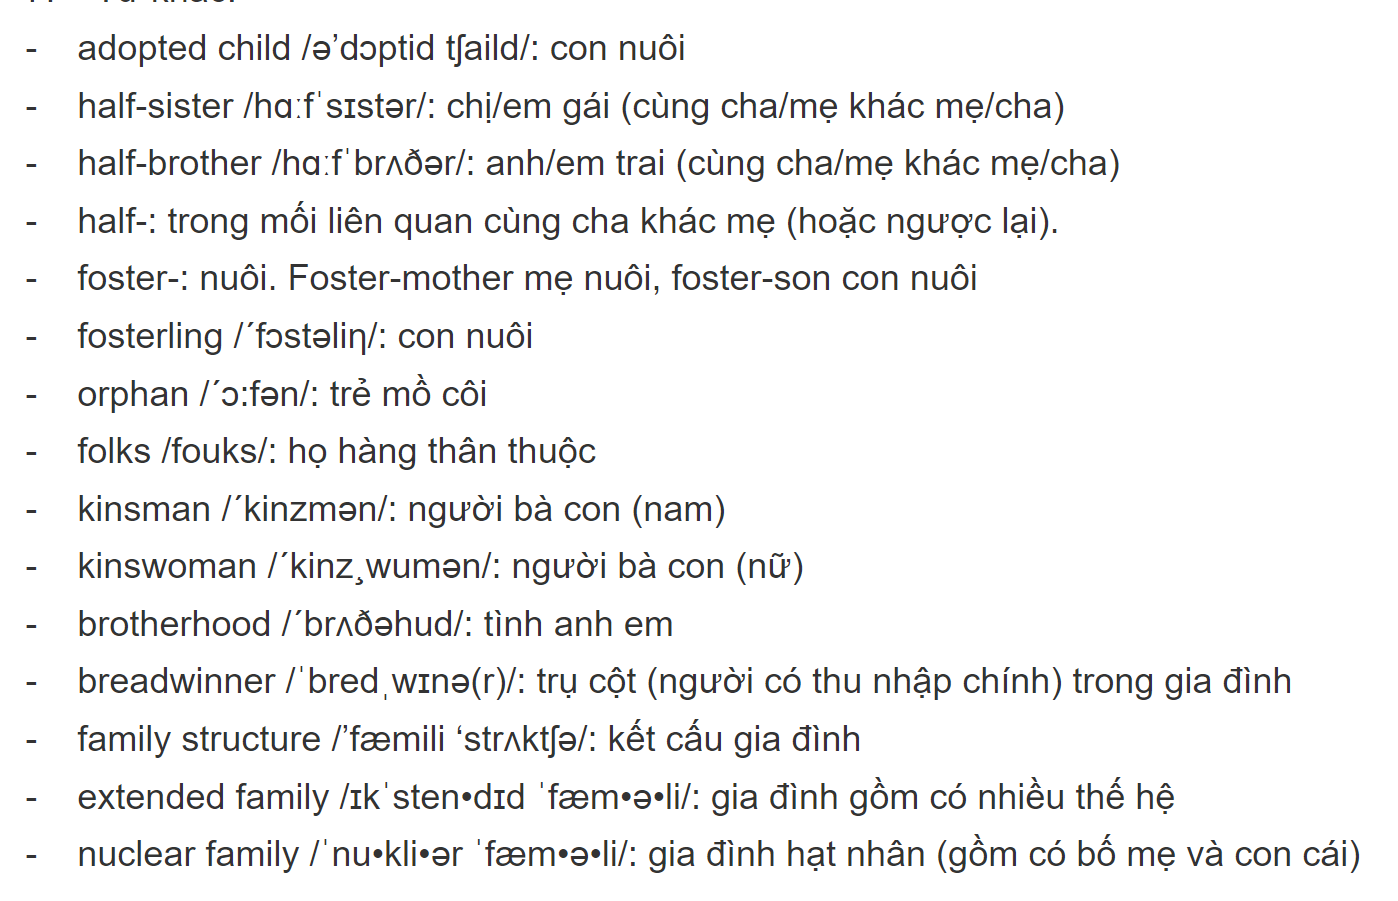 - adopted child /ə’dɔptid tʃaild/: con nuôi
- half-sister /hɑːfˈsɪstər/: chị/em gái (cùng cha/mẹ khác mẹ/cha)
- half-brother /hɑːfˈbrʌðər/: anh/em trai (cùng cha/mẹ khác mẹ/cha)
- half-: trong mối liên quan cùng cha khác mẹ (hoặc ngược lại).
- foster-: nuôi. Foster-mother mẹ nuôi, foster-son con nuôi
- fosterling /´fɔstəliη/: con nuôi
- orphan /´ɔ:fən/: trẻ mồ côi
- folks /fouks/: họ hàng thân thuộc
- kinsman /´kinzmən/: người bà con (nam)
- kinswoman /´kinz¸wumən/: người bà con (nữ)
- brotherhood /´brʌðəhud/: tình anh em
- breadwinner /ˈbredˌwɪnə(r)/: trụ cột (người có thu nhập chính) trong gia đình
- family structure /’fæmili ‘strʌktʃə/: kết cấu gia đình
- extended family /ɪkˈsten•dɪd ˈfæm•ə•li/: gia đình gồm có nhiều thế hệ
- nuclear family /ˈnu•kli•ər ˈfæm•ə•li/: gia đình hạt nhân (gồm có bố mẹ và con cái)